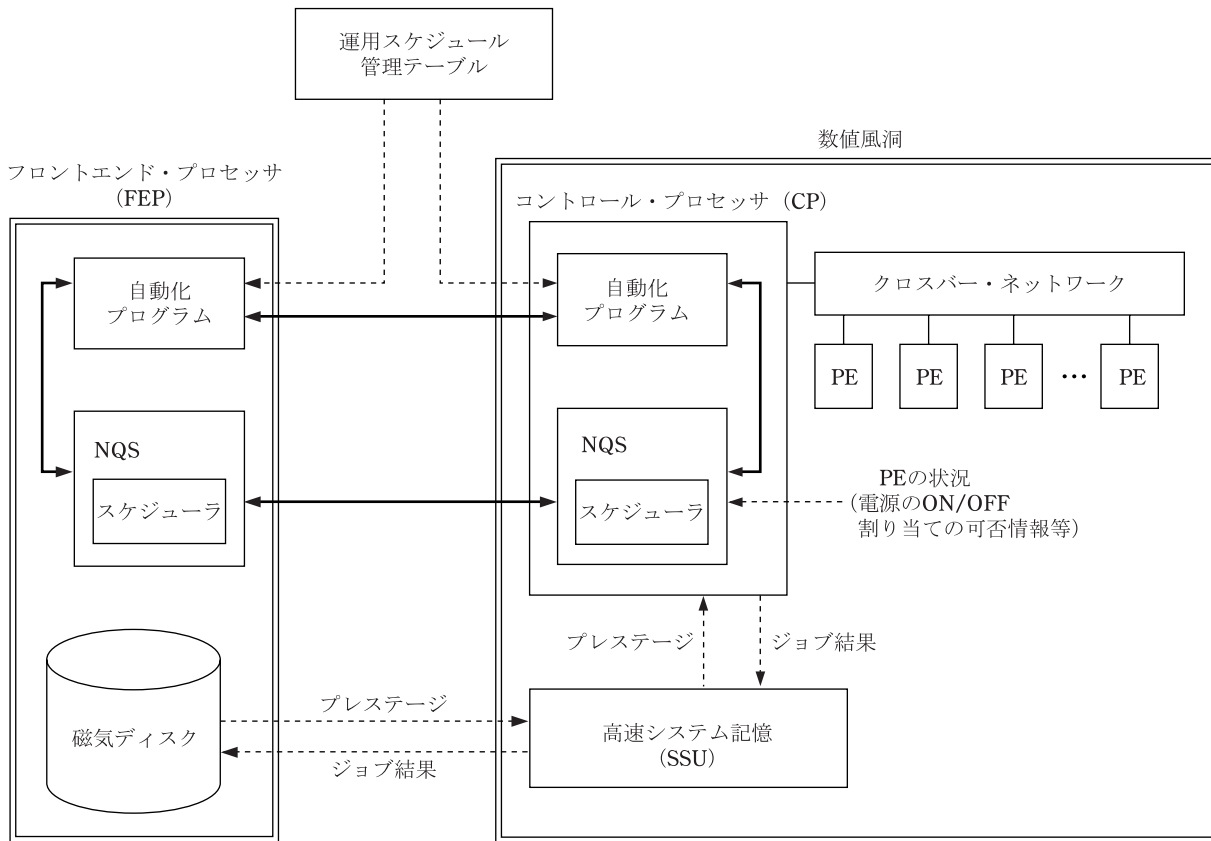 運用スケジュール
管理テーブル
数値風洞
フロントエンド・プロセッサ
(FEP)
コントロール・プロセッサ (CP)
自動化
プログラム
自動化
プログラム
クロスバー・ネットワーク
PE
PE
PE
…
PE
NQS
スケジューラ
NQS
スケジューラ
PEの状況
(電源のON/OFF
割り当ての可否情報等)
プレステージ
ジョブ結果
磁気ディスク
プレステージ
ジョブ結果
高速システム記憶
(SSU)